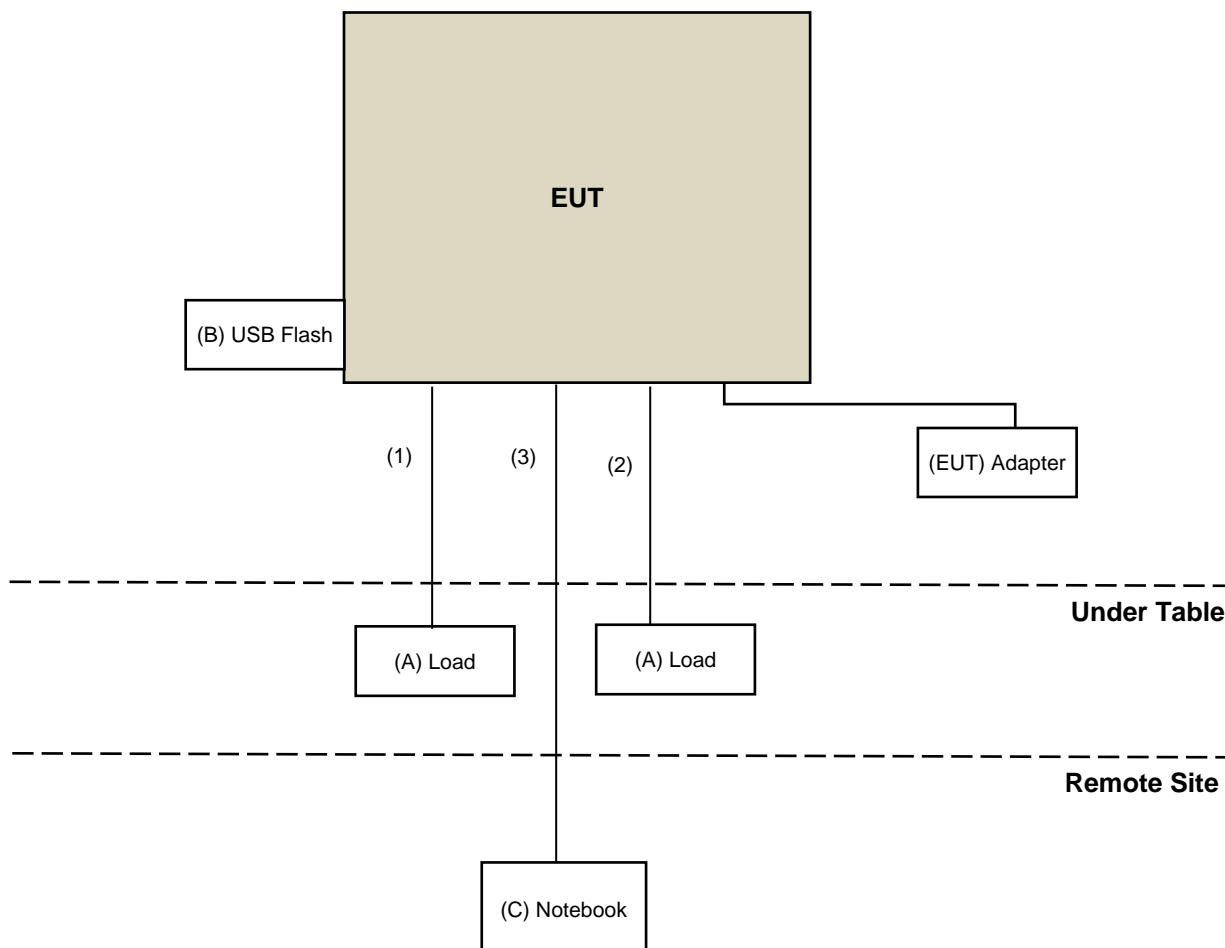 EUT
(B) USB Flash
(1)
(3)
(2)
(EUT) Adapter
Under Table
(A) Load
(A) Load
Remote Site
(C) Notebook